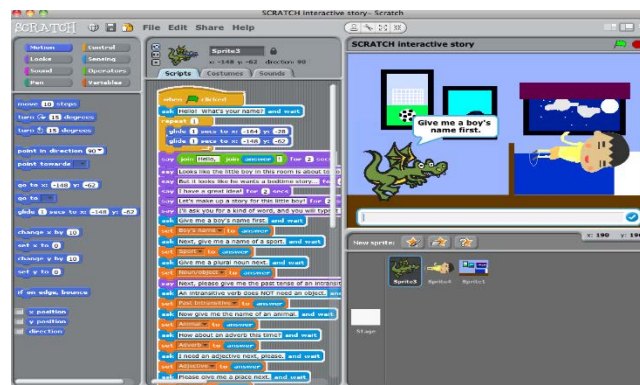 SCRATCH interactive story- Scratch
SCRATCH File Edit Share Help
Motion Control
Looks Sensing
Sound Operators
Pen Variables
move 10 steps
turn 15 degrees
turn 15 degrees
point in direction 90
point towards
go to x: -148 y: -62
go to
glide 1 secs to x: -148 y: -62
change x by 10
set x to 0
change y by 10
set y to 0
if on edge, bounce
x position
y position
direction
Sprite3
x: -148 y: -62 direction: 90
Scripts Costumes Sounds
when clicked
ask Hello! What's your name? and wait
repeat 1
glide 1 secs to x: -164 y: -28
glide 1 secs to x: -148 y: -62
say join Hello, join answer ! for 2 secs
say Looks like the little boy in this room is about to
say But it looks like he wants a bedtime story... for
say I have a great idea! for 2 secs
say Let's make up a story for this little boy! for 2
say I'll ask you for a kind of word, and you will type
ask Give me a boy's name first. and wait
set Boy's name to answer
ask Next, give me a name of a sport. and wait
set Sport to answer
ask Give me a plural noun next. and wait
set Noun/object to answer
say Next, please give me the past tense of an intransit
ask An intransitive verb does NOT need an object. and
set Past Intransitive to answer
ask Now give me the name of an animal. and wait
set Animal to answer
ask How about an adverb this time? and wait
set Adverb to answer
ask I need an adjective next, please. and wait
set Adjective to answer
ask Please give me a place next. and wait
SCRATCH interactive story
Give me a boy's
name first.
x: 190 y: -62
New sprite:
Sprite3 Sprite4 Sprite1
Stage